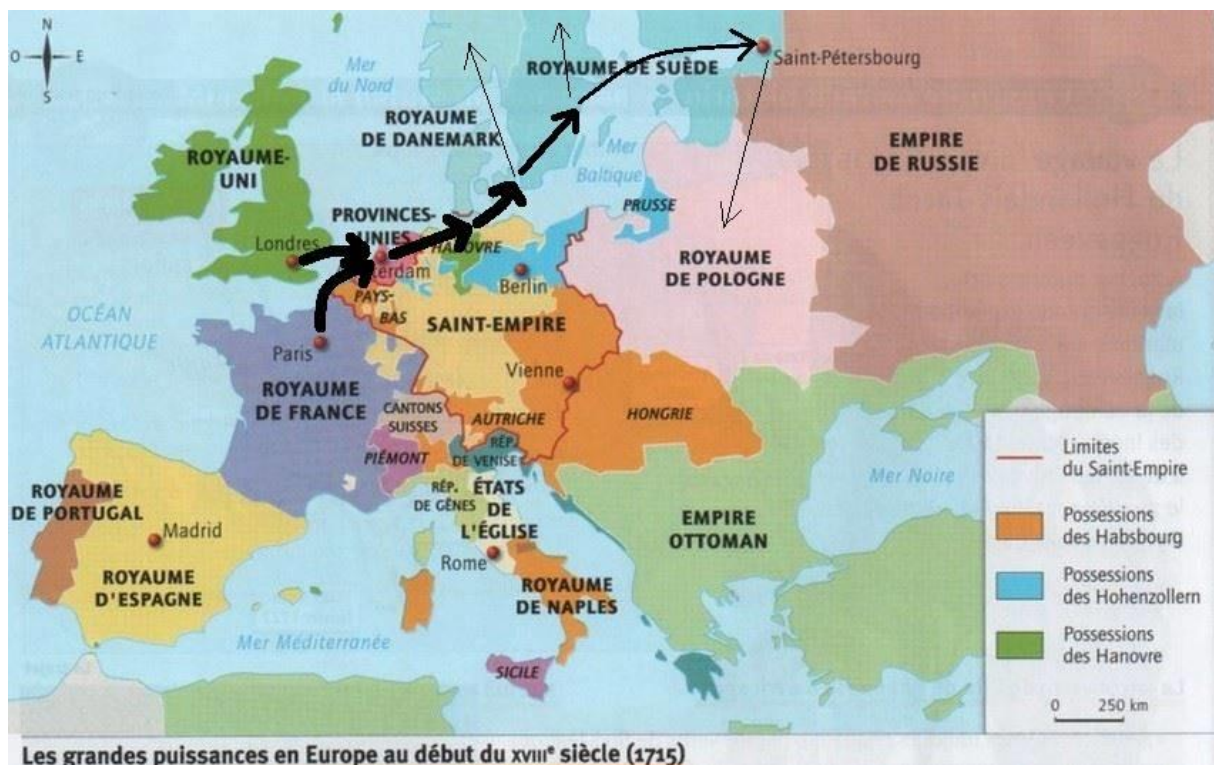 N
O
E
S
Mer
du Nord
ROYAUME DE SUÈDE
Saint-Pétersbourg
ROYAUME
DE DANEMARK
EMPIRE
DE RUSSIE
ROYAUME-
UNI
Mer
Baltique
PROVINCES-
UNIES
PRUSSE
Londres
HANOVRE
ROYAUME
DE POLOGNE
Berlin
PAYS-
BAS
OCÉAN
ATLANTIQUE
SAINT-EMPIRE
Paris
Vienne
ROYAUME
DE FRANCE
CANTONS
SUISSES
AUTRICHE
HONGRIE
PIÉMONT
RÉP.
DE VENISE
RÉP.
DE GÊNES
ÉTATS
DE
L'ÉGLISE
Mer Noire
ROYAUME
DE PORTUGAL
Madrid
EMPIRE
OTTOMAN
Rome
ROYAUME
D'ESPAGNE
ROYAUME
DE NAPLES
Mer Méditerranée
SICILE
Limites
du Saint-Empire
Possessions
des Habsbourg
Possessions
des Hohenzollern
Possessions
des Hanovre
0 250 km
Les grandes puissances en Europe au début du XVIIIe siècle (1715)